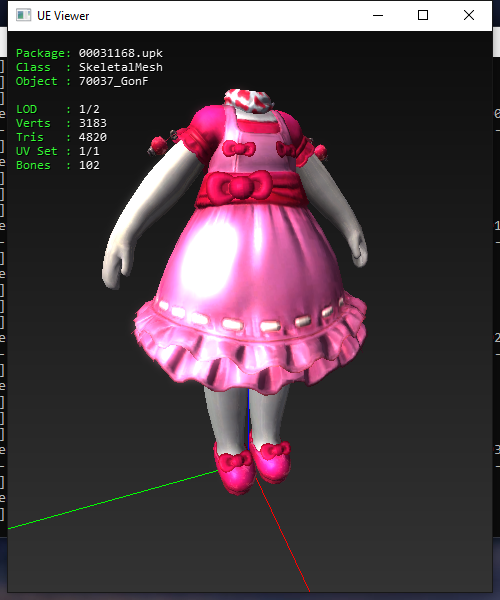 UE Viewer
Package: 00031168.upk
Class : SkeletalMesh
Object : 70037_GonF
LOD : 1/2
Verts : 3183
Tris : 4820
UV Set : 1/1
Bones : 102